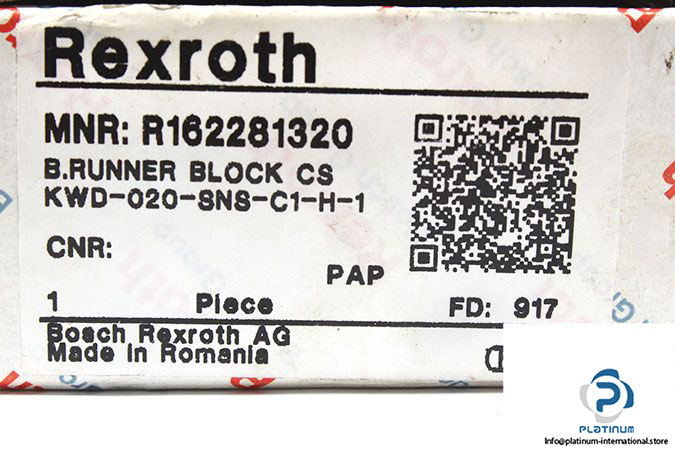 Rexroth
MNR: R162281320
B.RUNNER BLOCK CS
KWD-020-SNS-C1-H-1
CNR:
PAP
1 Piece FD: 917
Bosch Rexroth AG
Made in Romania
PLATINUM
info@platinum-international.store